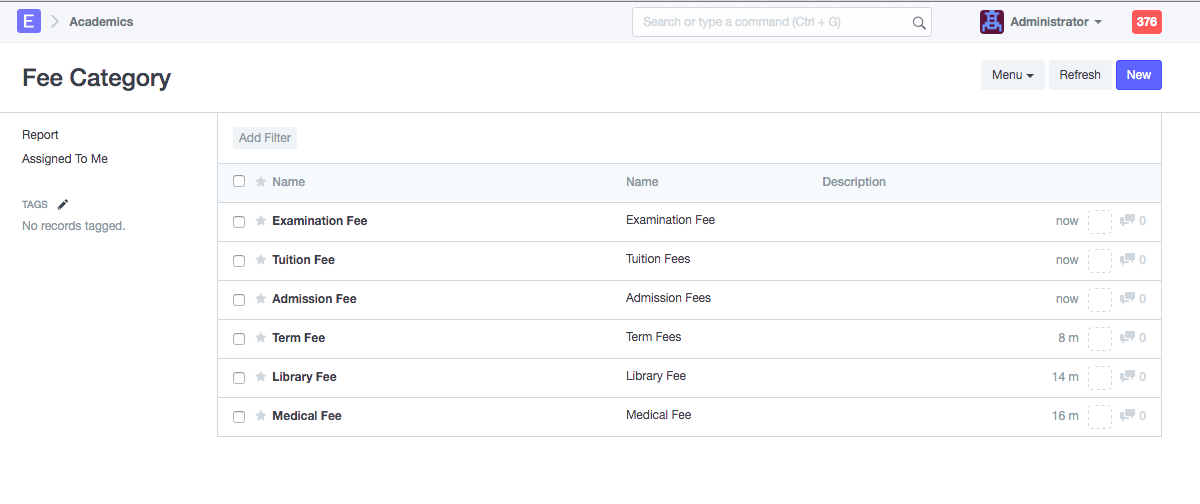 E Academics Search or type a command (Ctrl + G) Administrator 376
Fee Category Menu Refresh New
Report
Assigned To Me
TAGS
No records tagged.
Add Filter
Name Name Description
Examination Fee Examination Fee now 0
Tuition Fee Tuition Fees now 0
Admission Fee Admission Fees now 0
Term Fee Term Fees 8 m 0
Library Fee Library Fee 14 m 0
Medical Fee Medical Fee 16 m 0